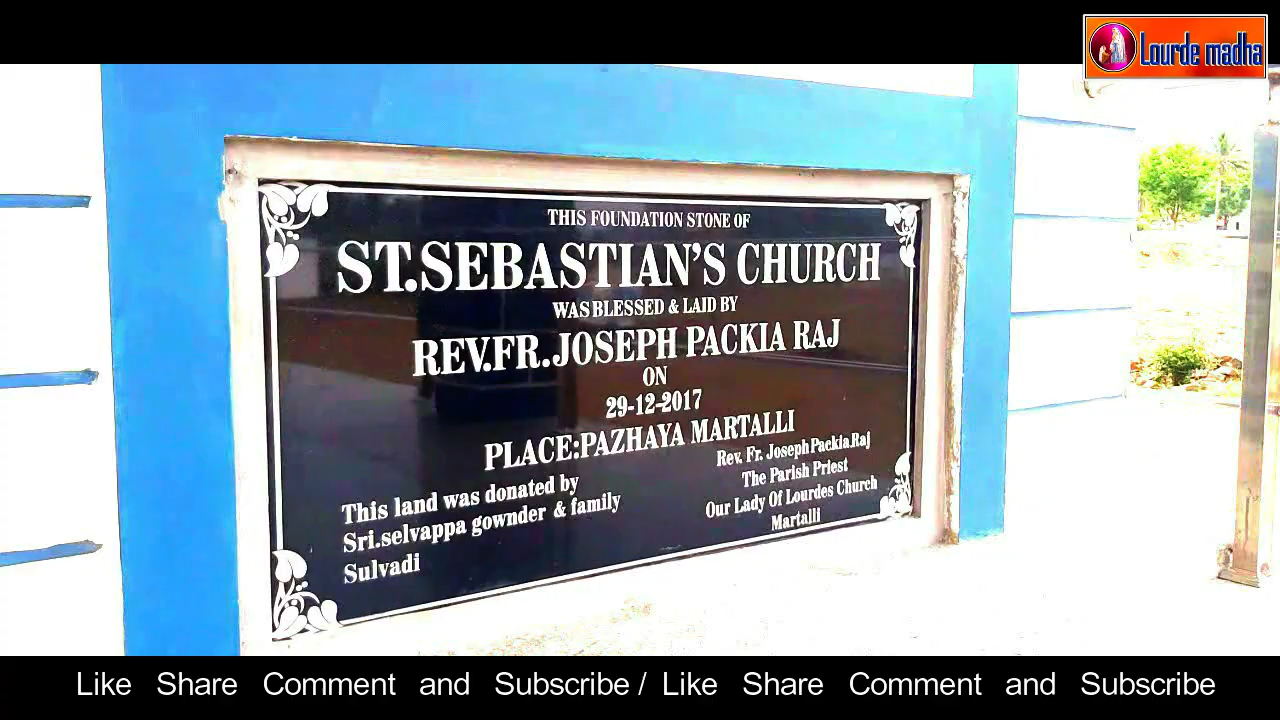 Lourde madha
THIS FOUNDATION STONE OF
ST.SEBASTIAN'S CHURCH
WAS BLESSED & LAID BY
REV.FR.JOSEPH PACKIA RAJ
ON
29-12-2017
PLACE:PAZHAYA MARTALLI
This land was donated by
Sri.selvappa gownder & family
Sulvadi
Rev. Fr. Joseph Packia.Raj
The Parish Priest
Our Lady Of Lourdes Church
Martalli
Like Share Comment and Subscribe / Like Share Comment and Subscribe